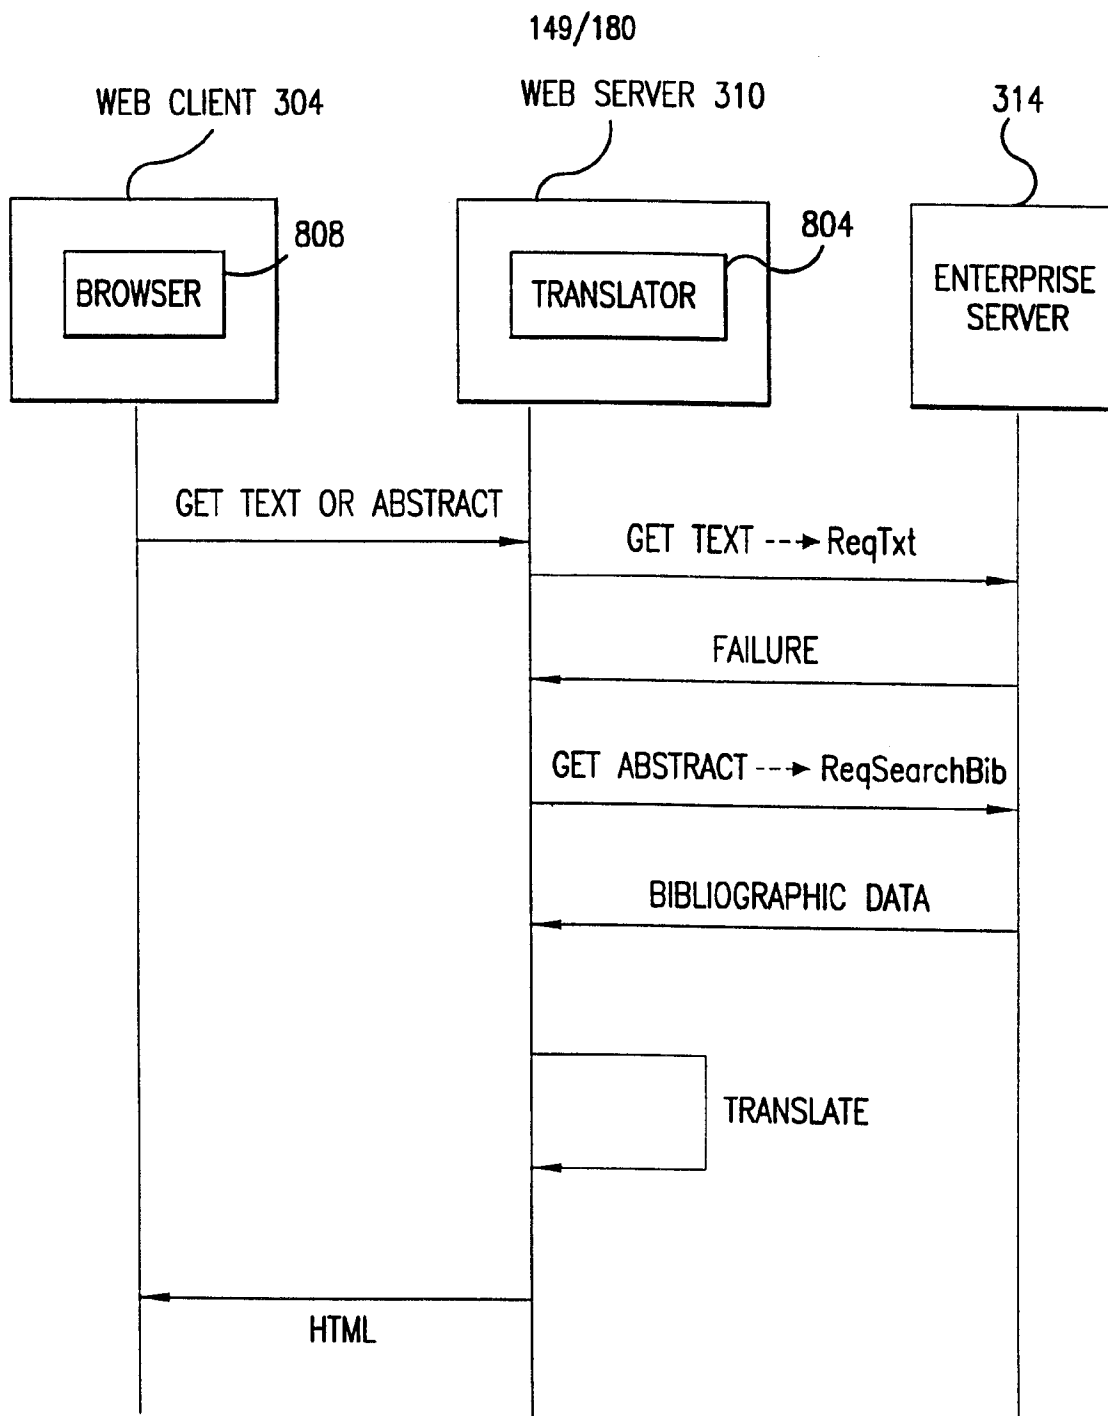 149/180
WEB CLIENT 304
WEB SERVER 310
314
808
804
BROWSER
TRANSLATOR
ENTERPRISE
SERVER
GET TEXT OR ABSTRACT
GET TEXT ---→ ReqTxt
FAILURE
GET ABSTRACT ---→ ReqSearchBib
BIBLIOGRAPHIC DATA
TRANSLATE
HTML